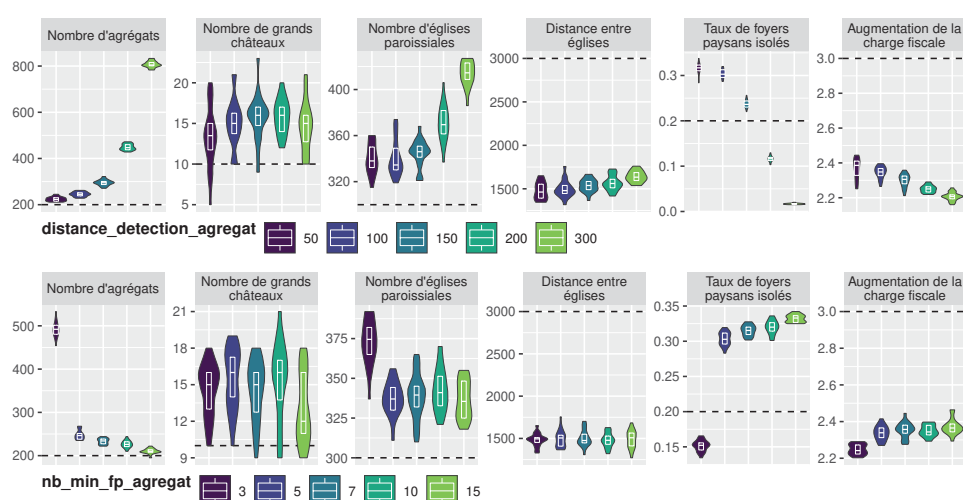 Nombre d'agrégats
Nombre de grands
châteaux
Nombre d'églises
paroissiales
Distance entre
églises
Taux de foyers
paysans isolés
Augmentation de la
charge fiscale
800
600
400
200
25
20
15
10
5
400
360
320
3000
2500
2000
1500
0.3
0.2
0.1
0.0
3.0
2.8
2.6
2.4
2.2
distance_detection_agregat
50
100
150
200
300
Nombre d'agrégats
Nombre de grands
châteaux
Nombre d'églises
paroissiales
Distance entre
églises
Taux de foyers
paysans isolés
Augmentation de la
charge fiscale
500
400
300
200
21
18
15
12
9
375
350
325
300
3000
2500
2000
1500
0.35
0.30
0.25
0.20
0.15
3.0
2.8
2.6
2.4
2.2
nb_min_fp_agregat
3
5
7
10
15